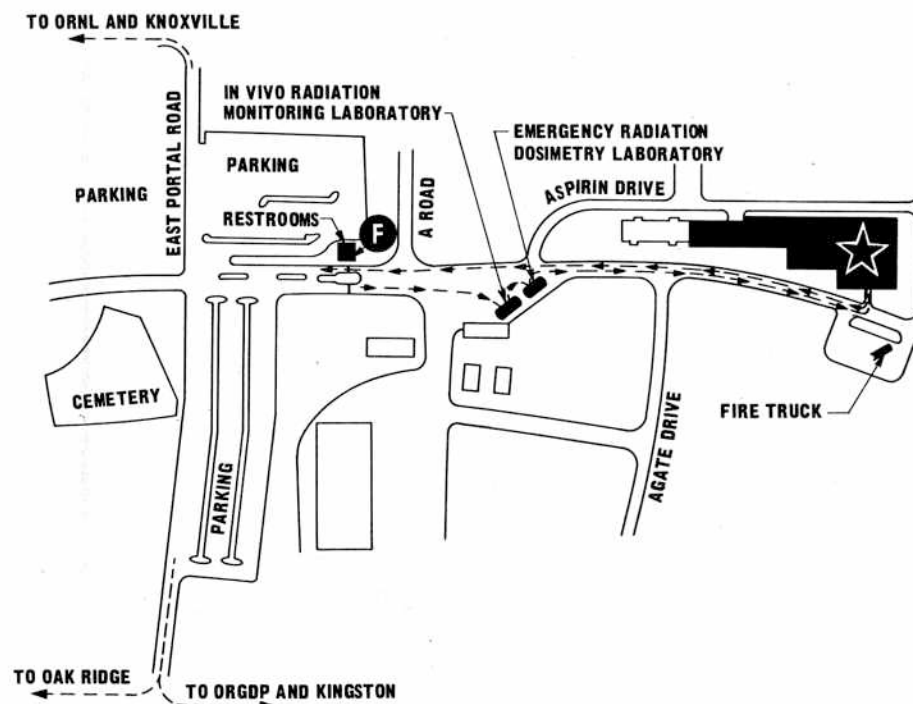 TO ORNL AND KNOXVILLE
EAST PORTAL ROAD
IN VIVO RADIATION
MONITORING LABORATORY
EMERGENCY RADIATION
DOSIMETRY LABORATORY
PARKING
PARKING
A ROAD
ASPIRIN DRIVE
RESTROOMS
F
CEMETERY
PARKING
AGATE DRIVE
FIRE TRUCK
TO OAK RIDGE
TO ORGDP AND KINGSTON